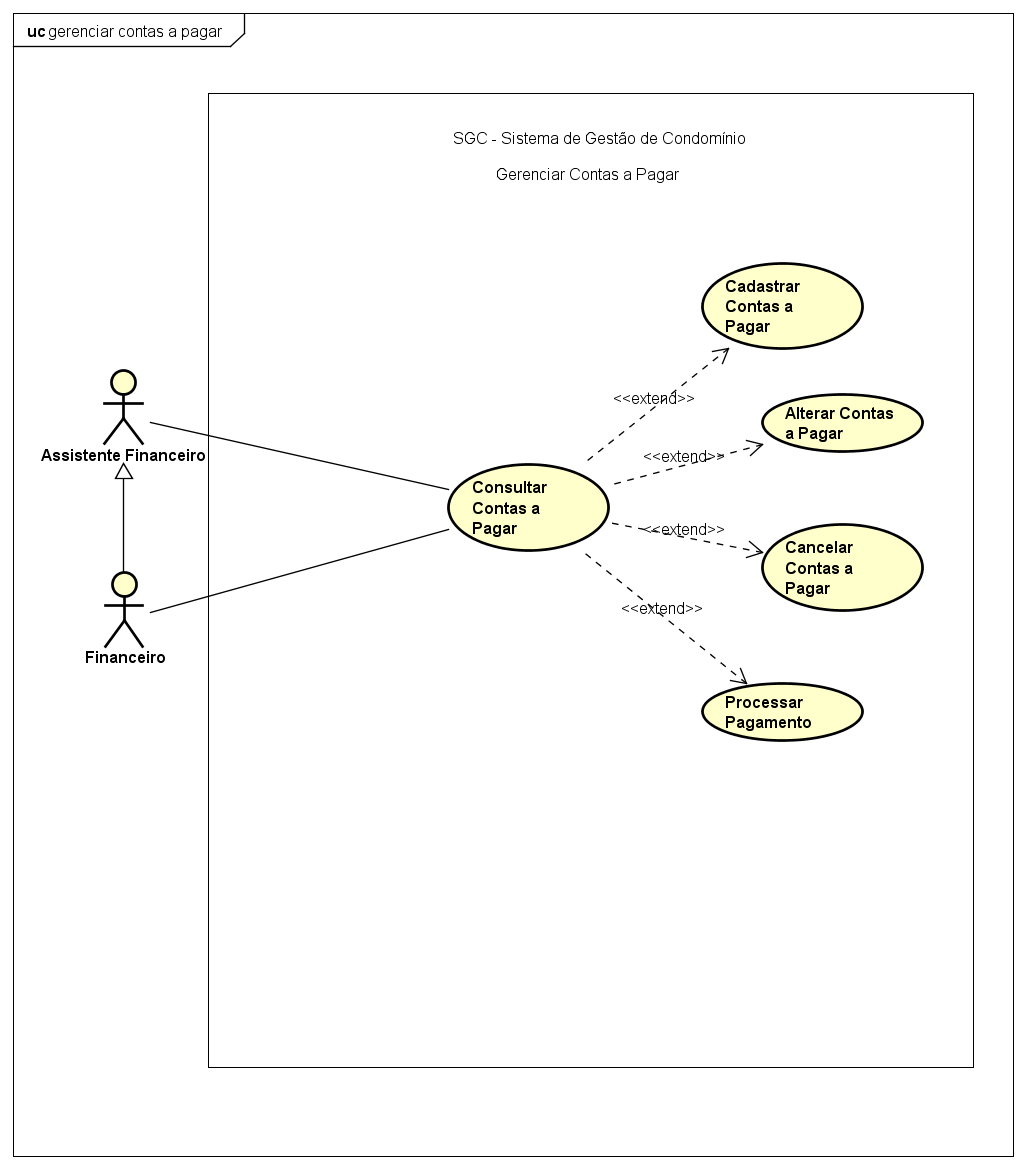 uc gerenciar contas a pagar
SGC - Sistema de Gestão de Condomínio
Gerenciar Contas a Pagar
Cadastrar
Contas a
Pagar
<<extend>>
Alterar Contas
a Pagar
<<extend>>
Assistente Financeiro
Consultar
Contas a
Pagar
<<extend>>
Cancelar
Contas a
Pagar
<<extend>>
Financeiro
Processar
Pagamento